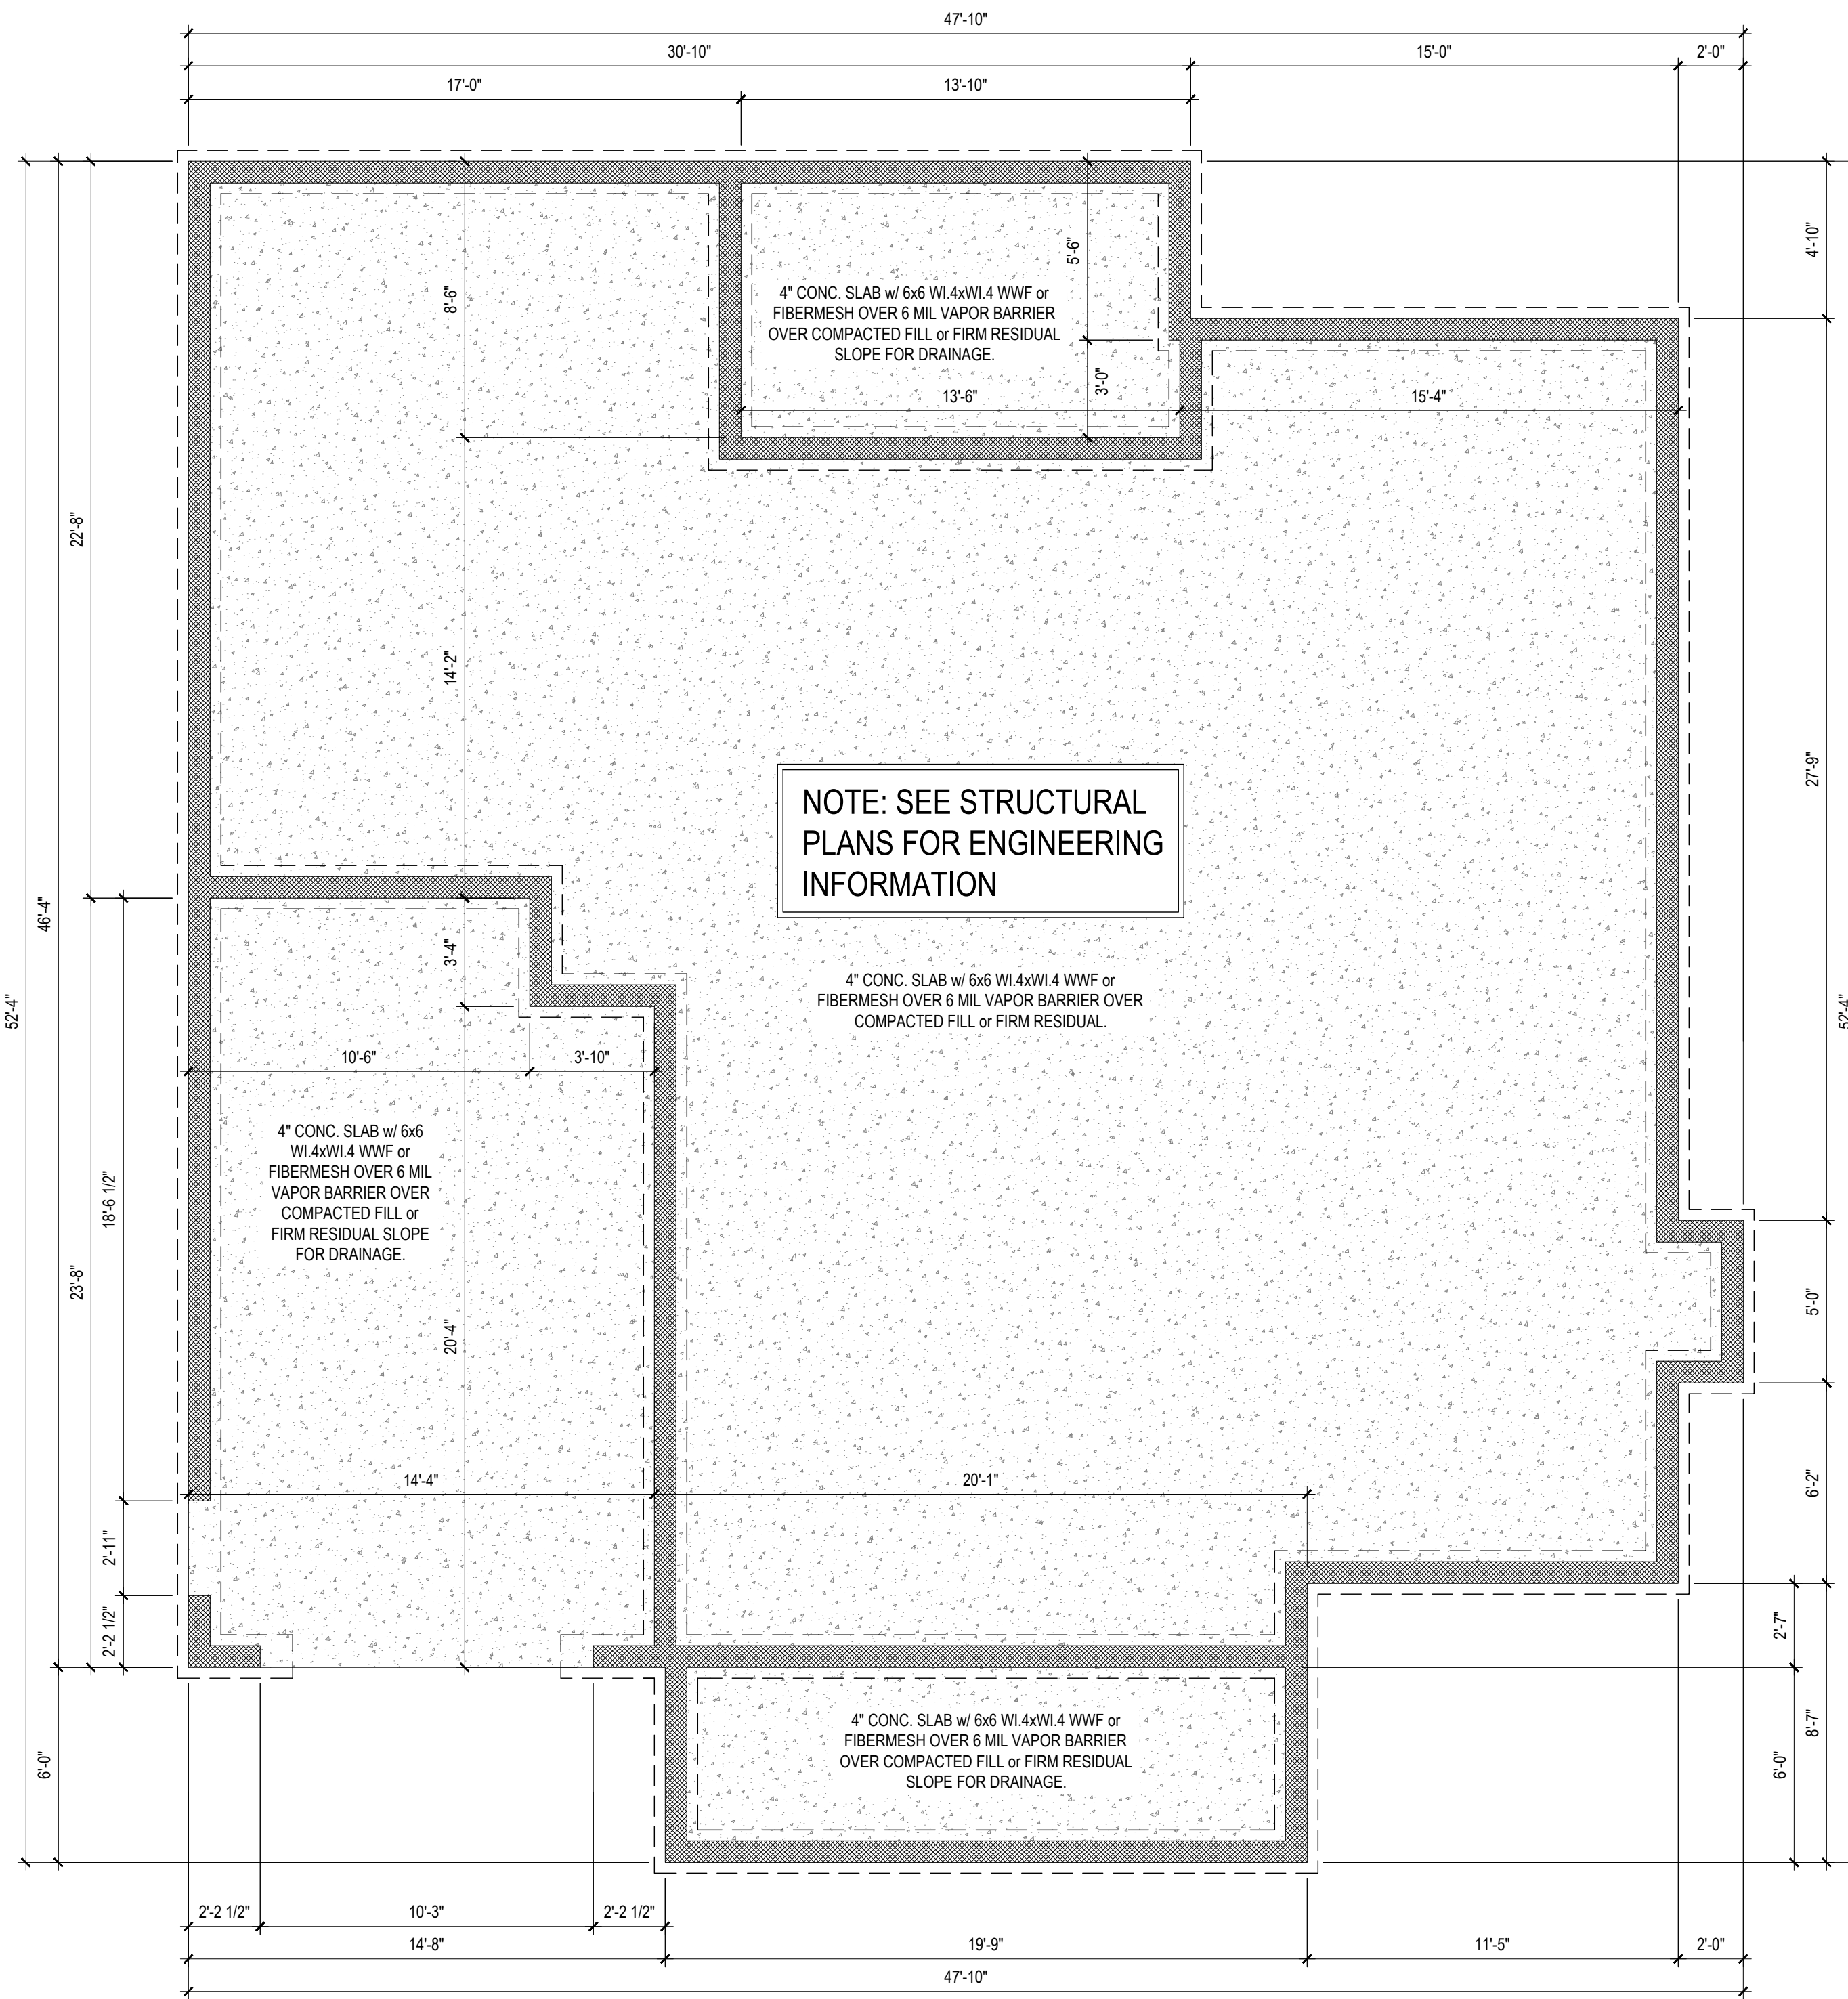 47'-10"
30'-10"
15'-0"
2'-0"
17'-0"
13'-10"
4'-10"
5'-6"
8'-6"
4" CONC. SLAB w/ 6x6 WI.4xWI.4 WWF or
FIBERMESH OVER 6 MIL VAPOR BARRIER
OVER COMPACTED FILL or FIRM RESIDUAL
SLOPE FOR DRAINAGE.
3'-0"
13'-6"
15'-4"
22'-8"
14'-2"
27'-9"
NOTE: SEE STRUCTURAL
PLANS FOR ENGINEERING
INFORMATION
46'-4"
3'-4"
52'-4"
52'-4"
4" CONC. SLAB w/ 6x6 WI.4xWI.4 WWF or
FIBERMESH OVER 6 MIL VAPOR BARRIER OVER
COMPACTED FILL or FIRM RESIDUAL.
10'-6"
3'-10"
4" CONC. SLAB w/ 6x6
WI.4xWI.4 WWF or
FIBERMESH OVER 6 MIL
VAPOR BARRIER OVER
COMPACTED FILL or
FIRM RESIDUAL SLOPE
FOR DRAINAGE.
18'-6 1/2"
23'-8"
20'-4"
5'-0"
14'-4"
20'-1"
6'-2"
2'-11"
2'-2 1/2"
2'-7"
4" CONC. SLAB w/ 6x6 WI.4xWI.4 WWF or
FIBERMESH OVER 6 MIL VAPOR BARRIER
OVER COMPACTED FILL or FIRM RESIDUAL
SLOPE FOR DRAINAGE.
6'-0"
6'-0"
8'-7"
2'-2 1/2"
10'-3"
2'-2 1/2"
14'-8"
19'-9"
11'-5"
2'-0"
47'-10"